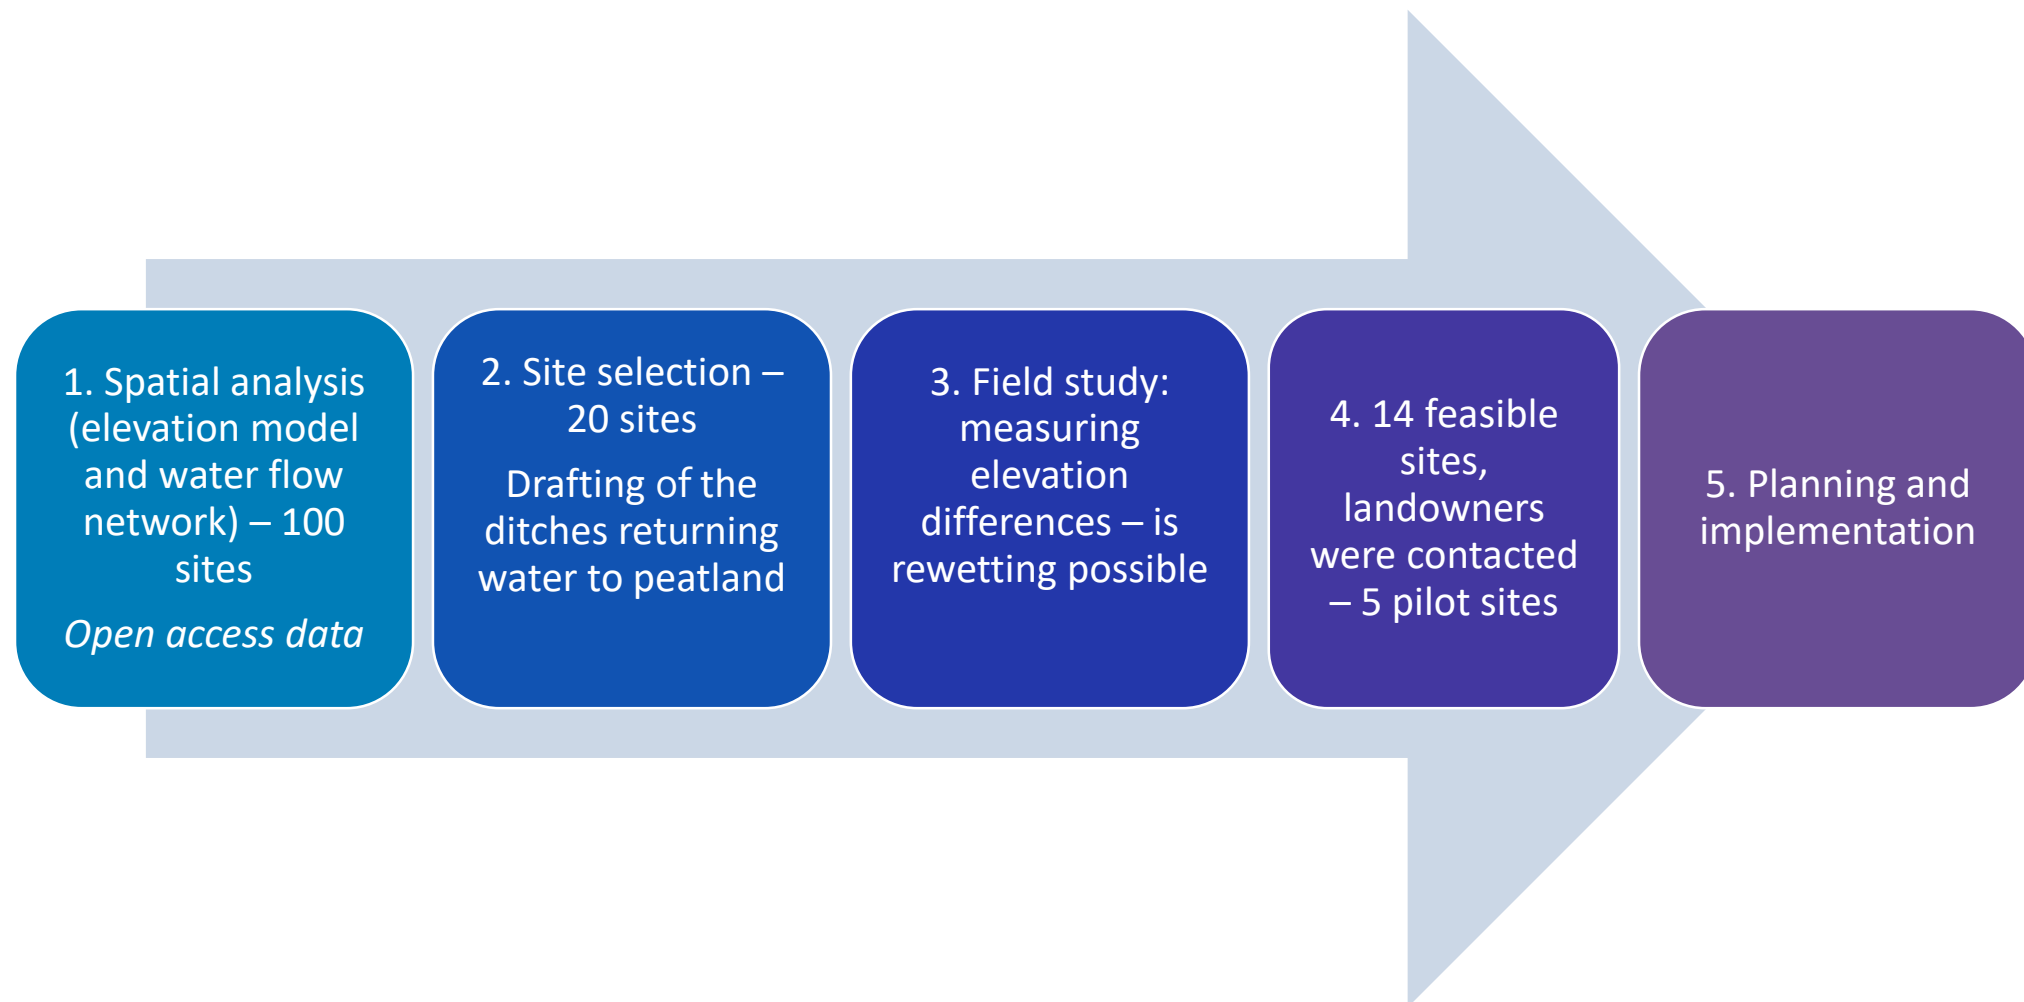 1. Spatial analysis
(elevation model
and water flow
network) – 100
sites
Open access data
2. Site selection –
20 sites
Drafting of the
ditches returning
water to peatland
3. Field study:
measuring
elevation
differences – is
rewetting possible
4. 14 feasible
sites,
landowners
were contacted
– 5 pilot sites
5. Planning and
implementation